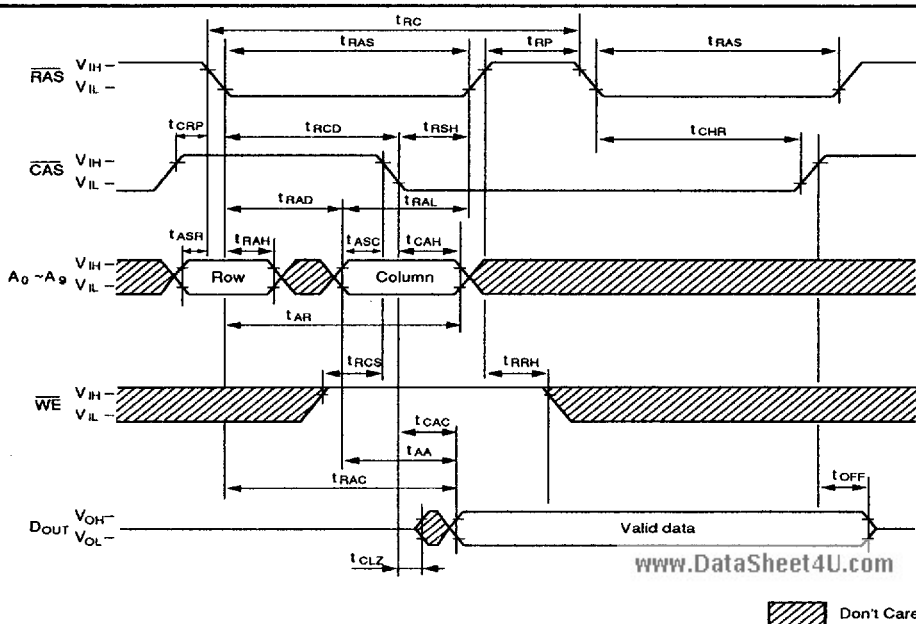 tRC
tRAS tRP tRAS
RAS VIH
VIL
tCRP tRCD tRSH tCHR
CAS VIH
VIL
tRAD tRAL
tASR tRAH tASC tCAH
A0 ~A9 VIH Row Column
VIL
tAR
tRCS tRRH
WE VIH
VIL
tCAC
tAA
tRAC tOFF
DOUT VOH Valid data
VOL
tCLZ
www.DataSheet4U.com
Don't Care